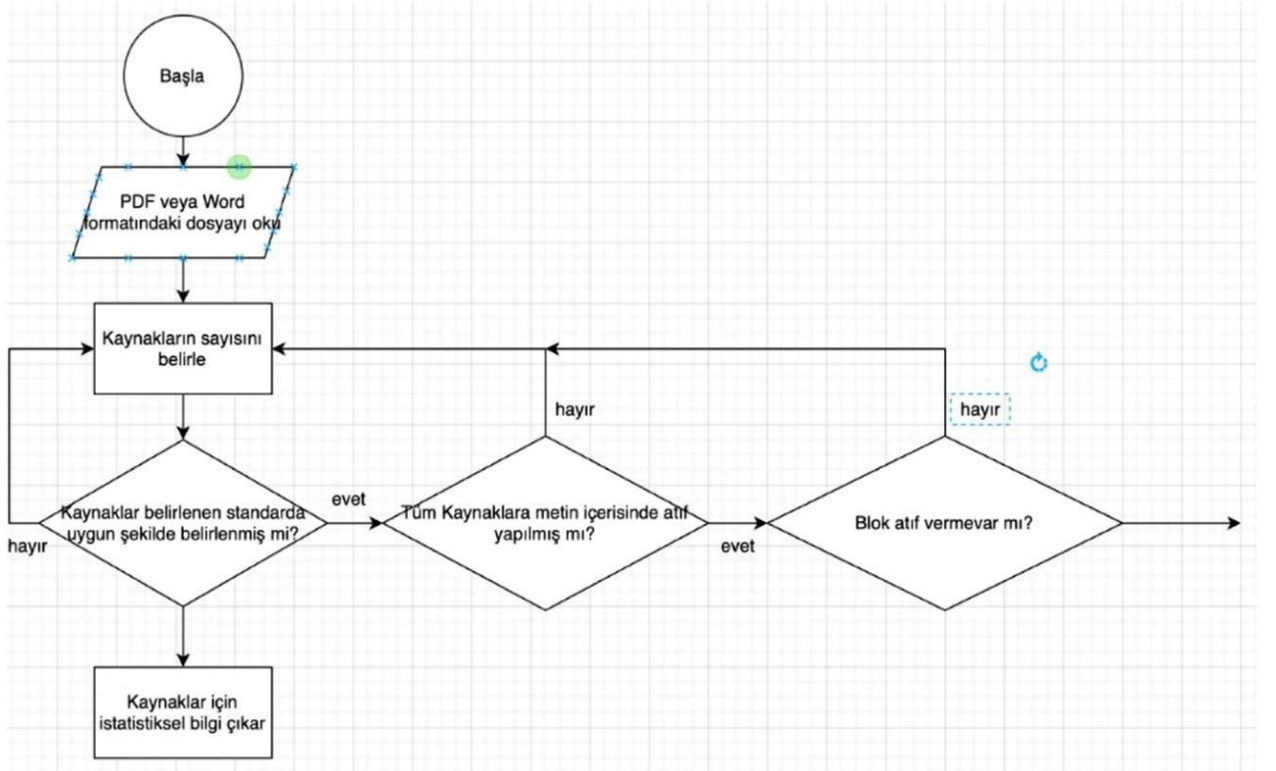 Başla
PDF veya Word
formatındaki dosyayı oku
Kaynakların sayısını
belirle
hayır
hayır
Kaynaklar belirlenen standarda
uygun şekilde belirlenmiş mi?
evet
Tüm Kaynaklara metin içerisinde atıf
yapılmış mı?
Blok atıf vermevar mı?
hayır
evet
Kaynaklar için
istatistiksel bilgi çıkar